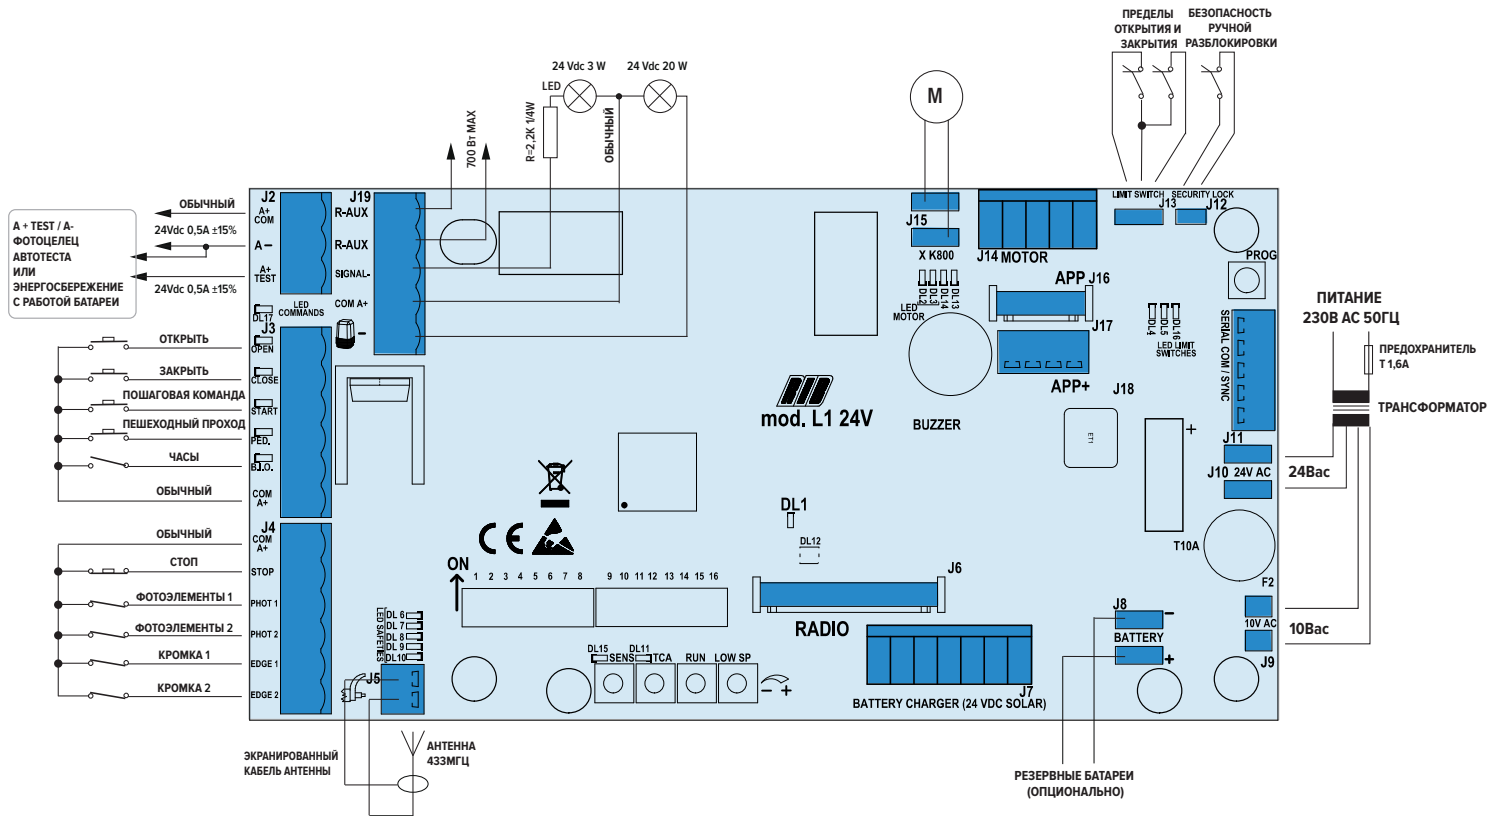 ПРЕДЕЛЫ
ОТКРЫТИЯ И
ЗАКРЫТИЯ
БЕЗОПАСНОСТЬ
РУЧНОЙ
РАЗБЛОКИРОВКИ
24 Vdc 3 W
24 Vdc 20 W
LED
R=2,2K 1/4W
ОБЫЧНЫЙ
700 Вт MAX
M
A + TEST / A-
ФОТОЦЕЛЕЦ
АВТОТЕСТА
ИЛИ
ЭНЕРГОСБЕРЕЖЕНИЕ
С РАБОТОЙ БАТАРЕИ
ОБЫЧНЫЙ
24Vdc 0,5A ±15%
24Vdc 0,5A ±15%
J2
A+
COM
A-
A+
TEST
J19
R-AUX
R-AUX
SIGNAL-
COM A+
-
LED
COMMANDS
DL17
J3
OPEN
CLOSE
START
PED.
B.I.O.
COM
A+
ОТКРЫТЬ
ЗАКРЫТЬ
ПОШАГОВАЯ КОМАНДА
ПЕШЕХОДНЫЙ ПРОХОД
ЧАСЫ
ОБЫЧНЫЙ
ОБЫЧНЫЙ
СТОП
ФОТОЭЛЕМЕНТЫ 1
ФОТОЭЛЕМЕНТЫ 2
КРОМКА 1
КРОМКА 2
J4
COM
A+
STOP
PHOT 1
PHOT 2
EDGE 1
EDGE 2
LED SAFETIES
DL 6
DL 7
DL 8
DL 9
DL10
J5
ЭКРАНИРОВАННЫЙ
КАБЕЛЬ АНТЕННЫ
АНТЕННА
433МГЦ
ON
1 2 3 4 5 6 7 8
9 10 11 12 13 14 15 16
DL15
SENS
DL11
TCA
RUN
LOW SP
- +
CE
mod. L1 24V
DL1
DL12
J6
RADIO
J7
BATTERY CHARGER (24 VDC SOLAR)
J15
X K800
J14 MOTOR
DL2
DL3
DL14
DL13
LED
MOTOR
BUZZER
APP J16
J17
APP+
J18
ET1
LIMIT SWITCH
J13
SECURITY LOCK
J12
PROG
DL4
DL5
DL16
LED LIMIT
SWITCHES
SERIAL COM / SYNC
J11
J10 24V AC
+
T10A
F2
10V AC
J9
J8
-
BATTERY
+
ПИТАНИЕ
230В AC 50ГЦ
ПРЕДОХРАНИТЕЛЬ
T 1,6A
ТРАНСФОРМАТОР
24Bac
10Bac
РЕЗЕРВНЫЕ БАТАРЕИ
(ОПЦИОНАЛЬНО)